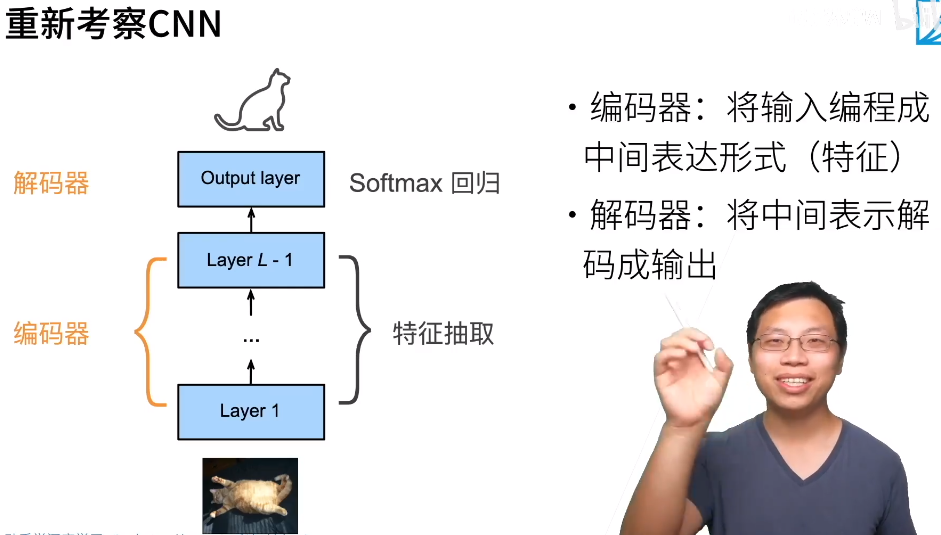 重新考察CNN
解码器
Output layer
Softmax 回归
Layer L - 1
编码器
...
特征抽取
Layer 1
• 编码器：将输入编程成
中间表达形式（特征）
• 解码器：将中间表示解
码成输出